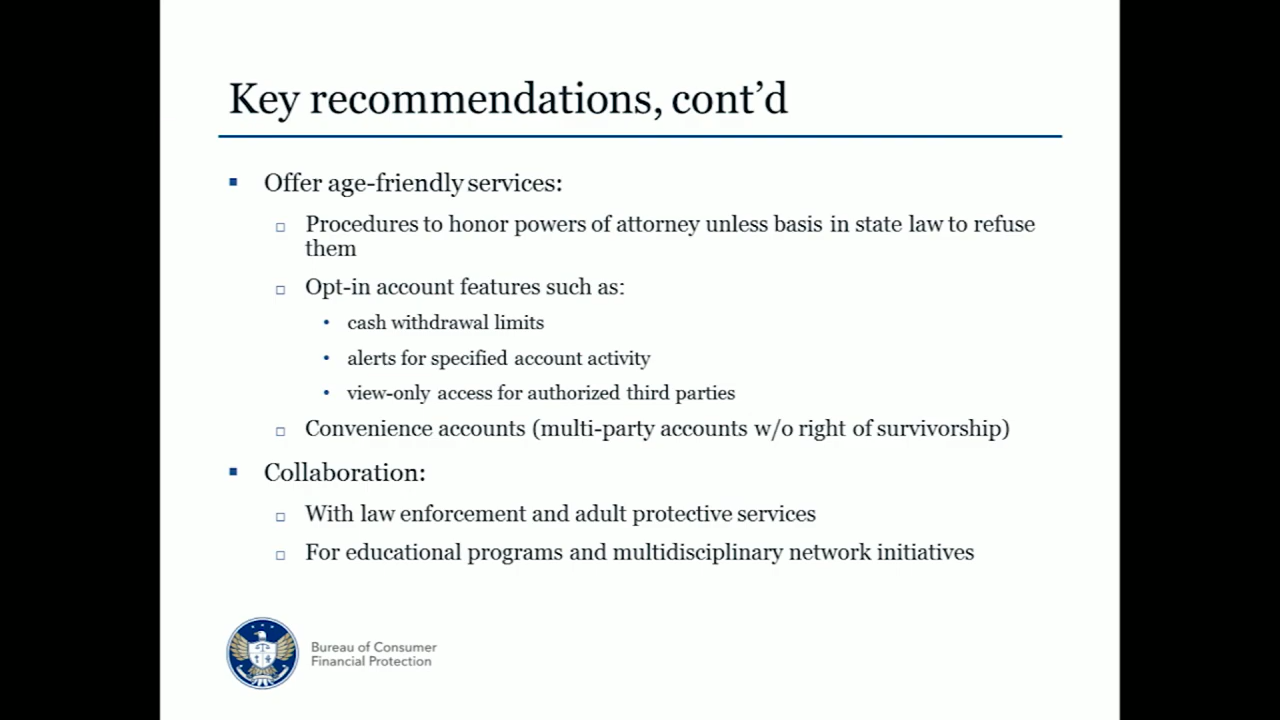 Key recommendations, cont’d
▪ Offer age-friendly services:
□ Procedures to honor powers of attorney unless basis in state law to refuse
them
□ Opt-in account features such as:
• cash withdrawal limits
• alerts for specified account activity
• view-only access for authorized third parties
□ Convenience accounts (multi-party accounts w/o right of survivorship)
▪ Collaboration:
□ With law enforcement and adult protective services
□ For educational programs and multidisciplinary network initiatives
Bureau of Consumer
Financial Protection